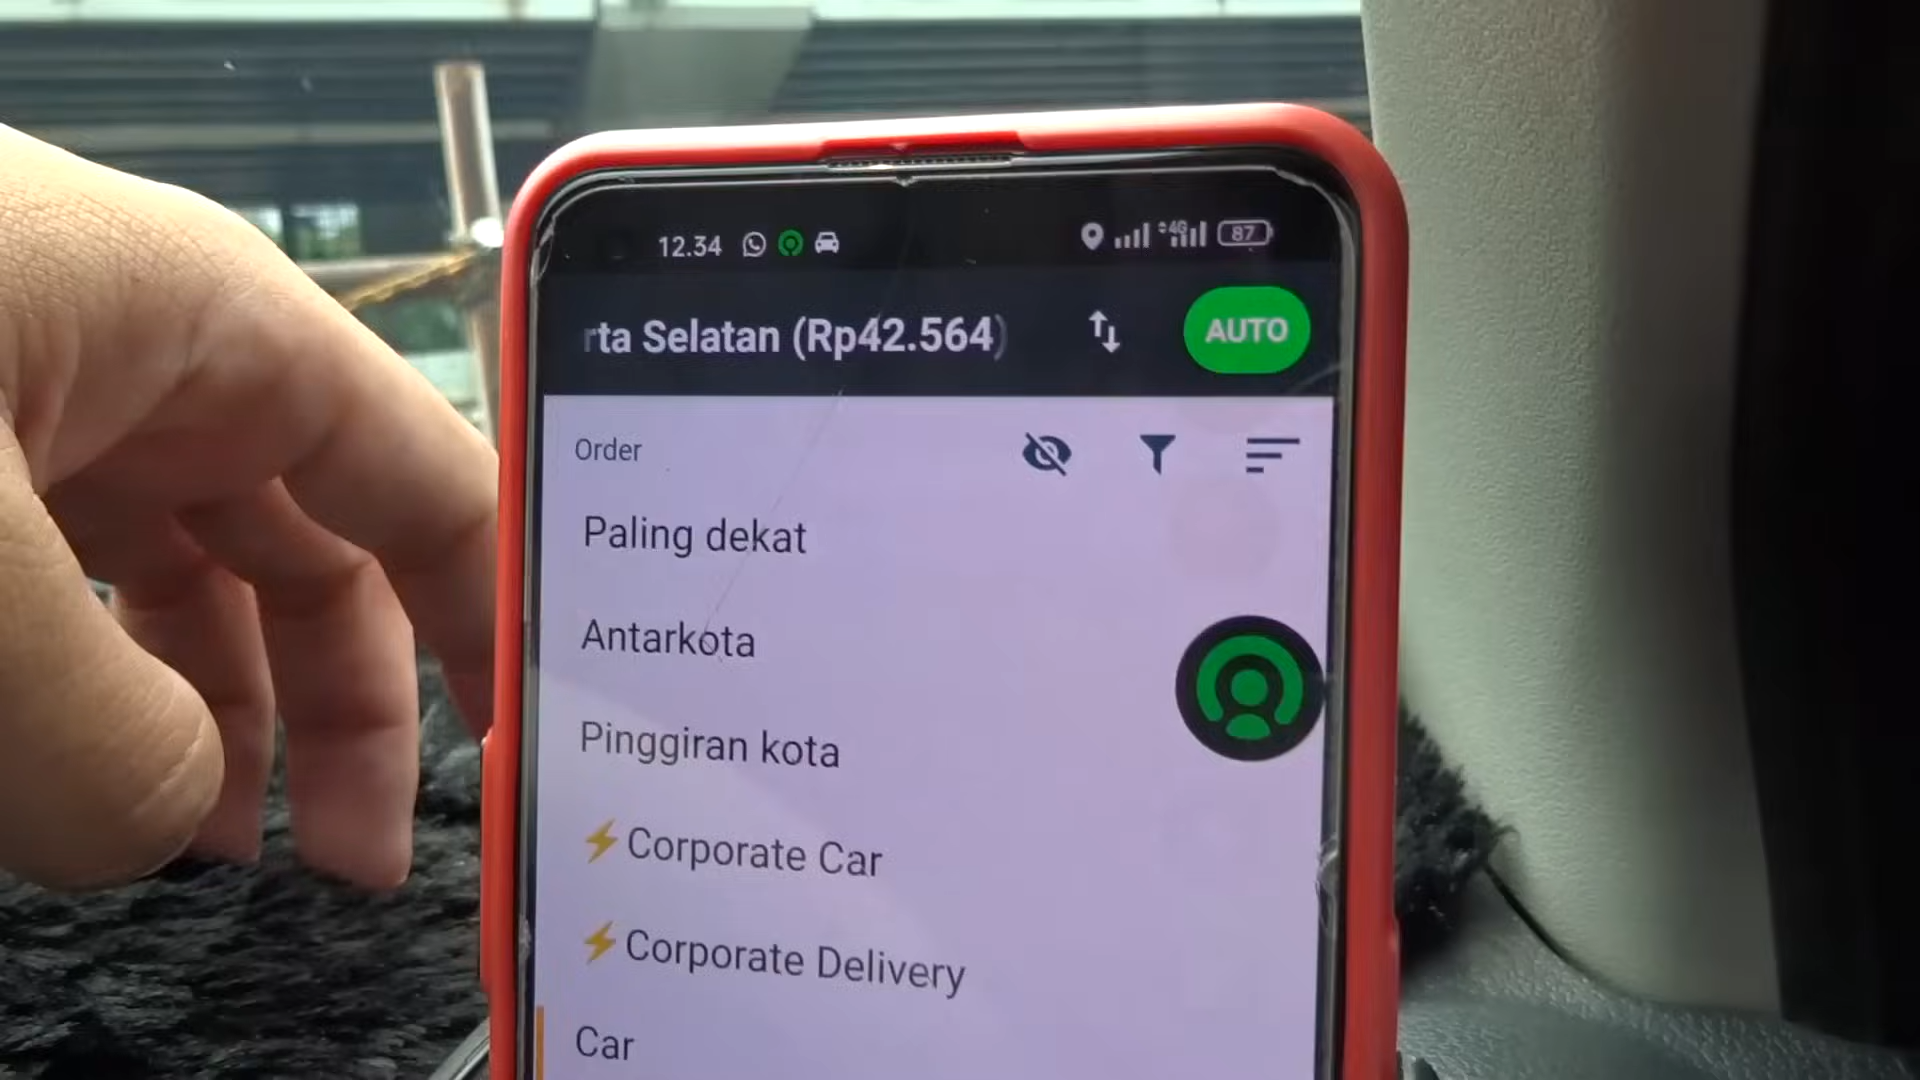 12.34 4G 87
rta Selatan (Rp42.564)
AUTO
Order
Paling dekat
Antarkota
Pinggiran kota
Corporate Car
Corporate Delivery
Car